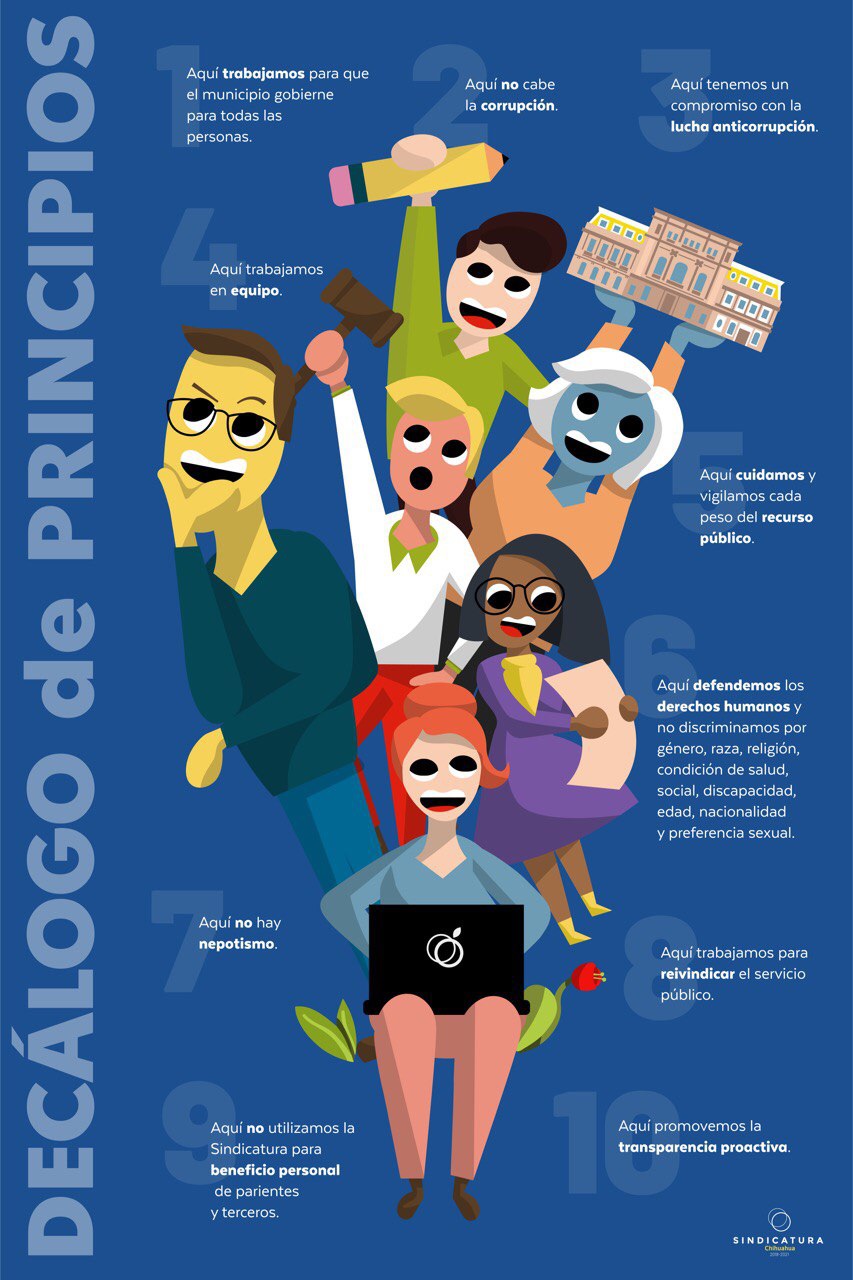 DECÁLOGO de PRINCIPIOS
1
Aquí trabajamos para que
el municipio gobierne
para todas las
personas.
2
Aquí no cabe
la corrupción.
3
Aquí tenemos un
compromiso con la
lucha anticorrupción.
4
Aquí trabajamos
en equipo.
5
Aquí cuidamos y
vigilamos cada
peso del recurso
público.
6
Aquí defendemos los
derechos humanos y
no discriminamos por
género, raza, religión,
condición de salud,
social, discapacidad,
edad, nacionalidad
y preferencia sexual.
7
Aquí no hay
nepotismo.
8
Aquí trabajamos para
reivindicar el servicio
público.
9
Aquí no utilizamos la
Sindicatura para
beneficio personal
de parientes
y terceros.
10
Aquí promovemos la
transparencia proactiva.
SINDICATURA
Chihuahua
2018-2021